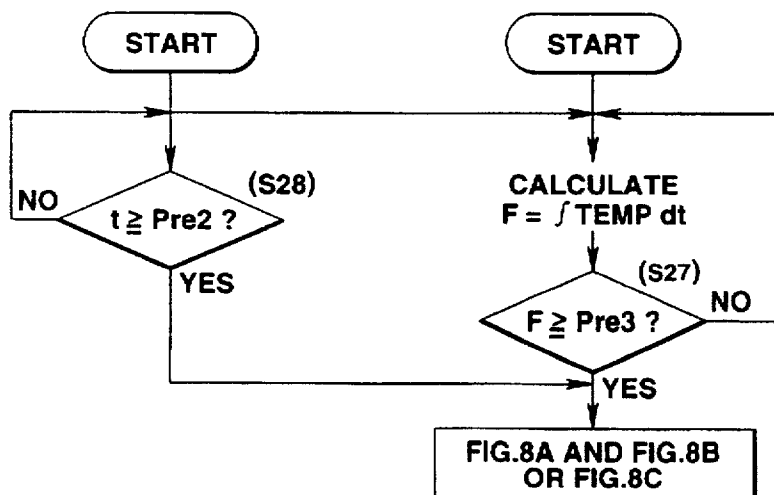 START
START
NO
(S28)
t ≧ Pre2 ?
YES
CALCULATE
F = ∫ TEMP dt
(S27)
NO
F ≧ Pre3 ?
YES
FIG.8A AND FIG.8B
OR FIG.8C